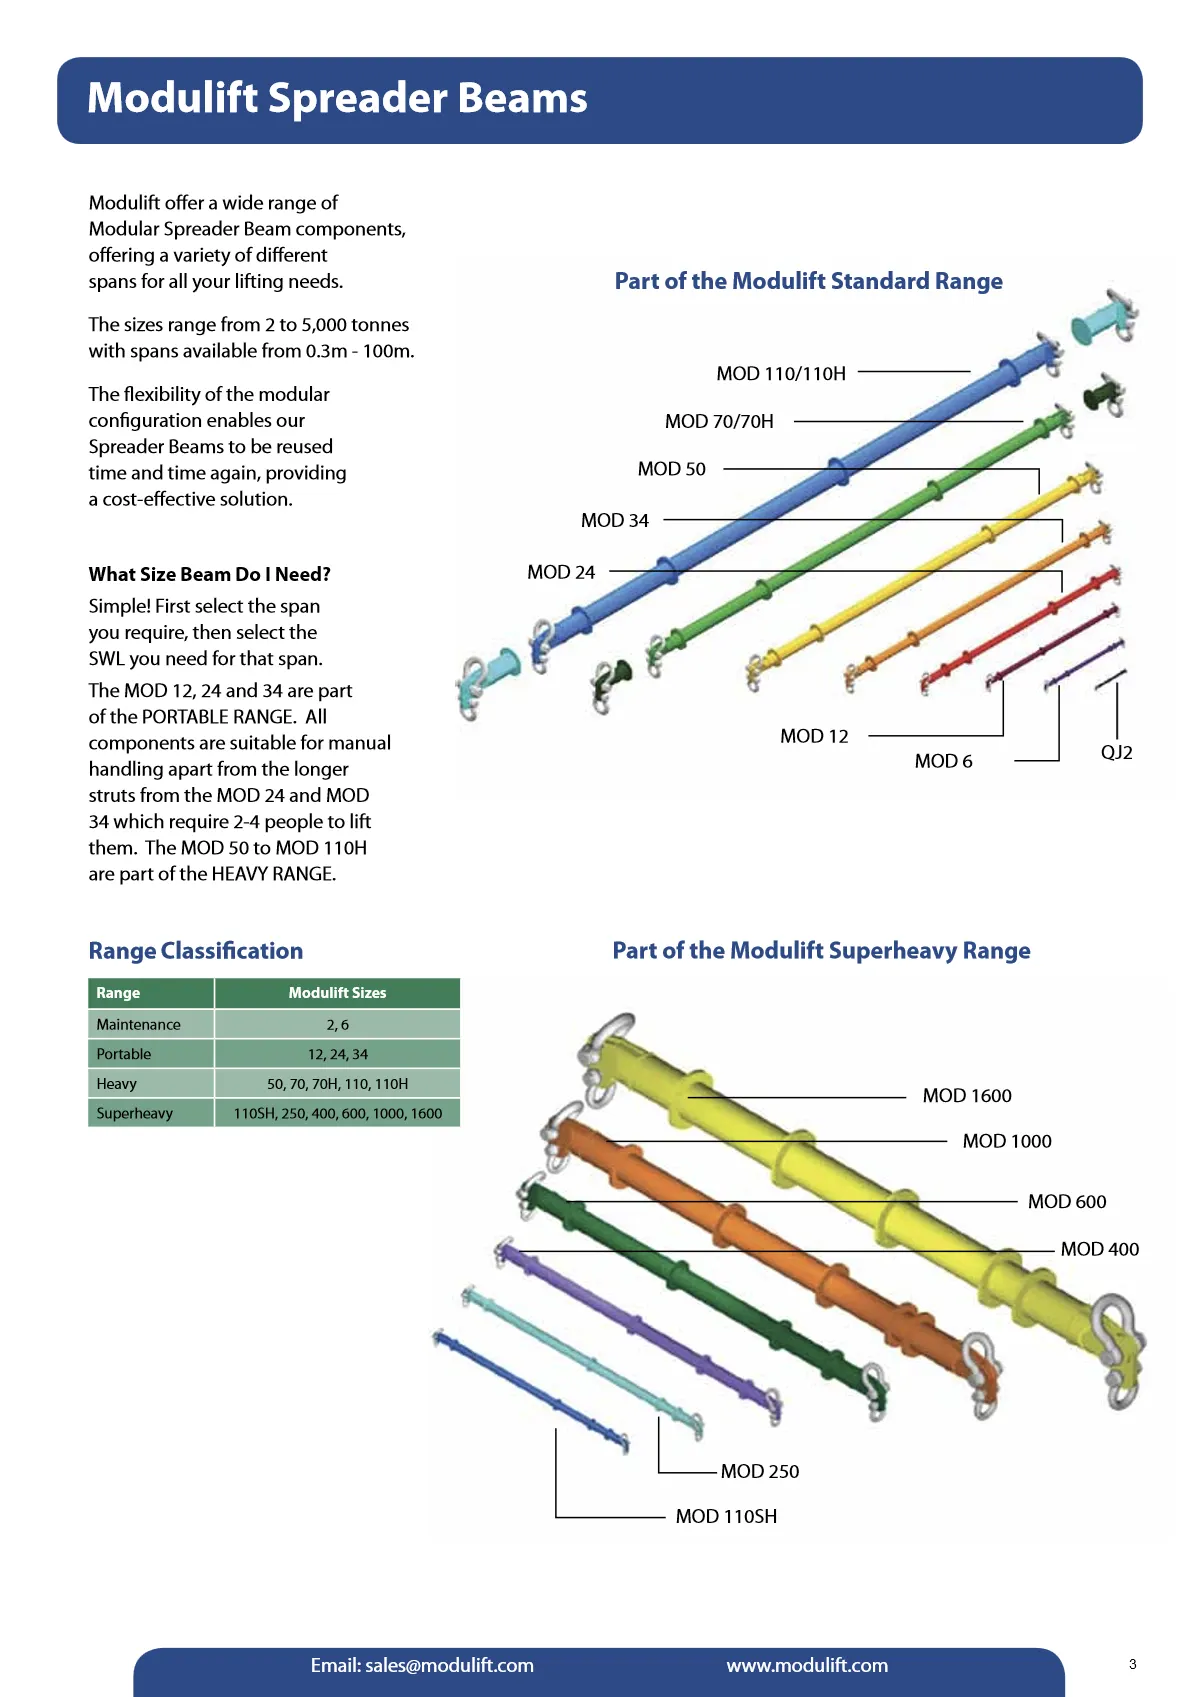 Modulift Spreader Beams
Modulift offer a wide range of
Modular Spreader Beam components,
offering a variety of different
spans for all your lifting needs.
The sizes range from 2 to 5,000 tonnes
with spans available from 0.3m - 100m.
The flexibility of the modular
configuration enables our
Spreader Beams to be reused
time and time again, providing
a cost-effective solution.
What Size Beam Do I Need?
Simple! First select the span
you require, then select the
SWL you need for that span.
The MOD 12, 24 and 34 are part
of the PORTABLE RANGE.  All
components are suitable for manual
handling apart from the longer
struts from the MOD 24 and MOD
34 which require 2-4 people to lift
them.  The MOD 50 to MOD 110H
are part of the HEAVY RANGE.
Part of the Modulift Standard Range
MOD 110/110H
MOD 70/70H
MOD 50
MOD 34
MOD 24
MOD 12
MOD 6
QJ2
Range Classification
Range Modulift Sizes
Maintenance 2, 6
Portable 12, 24, 34
Heavy 50, 70, 70H, 110, 110H
Superheavy 110SH, 250, 400, 600, 1000, 1600
Part of the Modulift Superheavy Range
MOD 1600
MOD 1000
MOD 600
MOD 400
MOD 250
MOD 110SH
Email: sales@modulift.com www.modulift.com 3